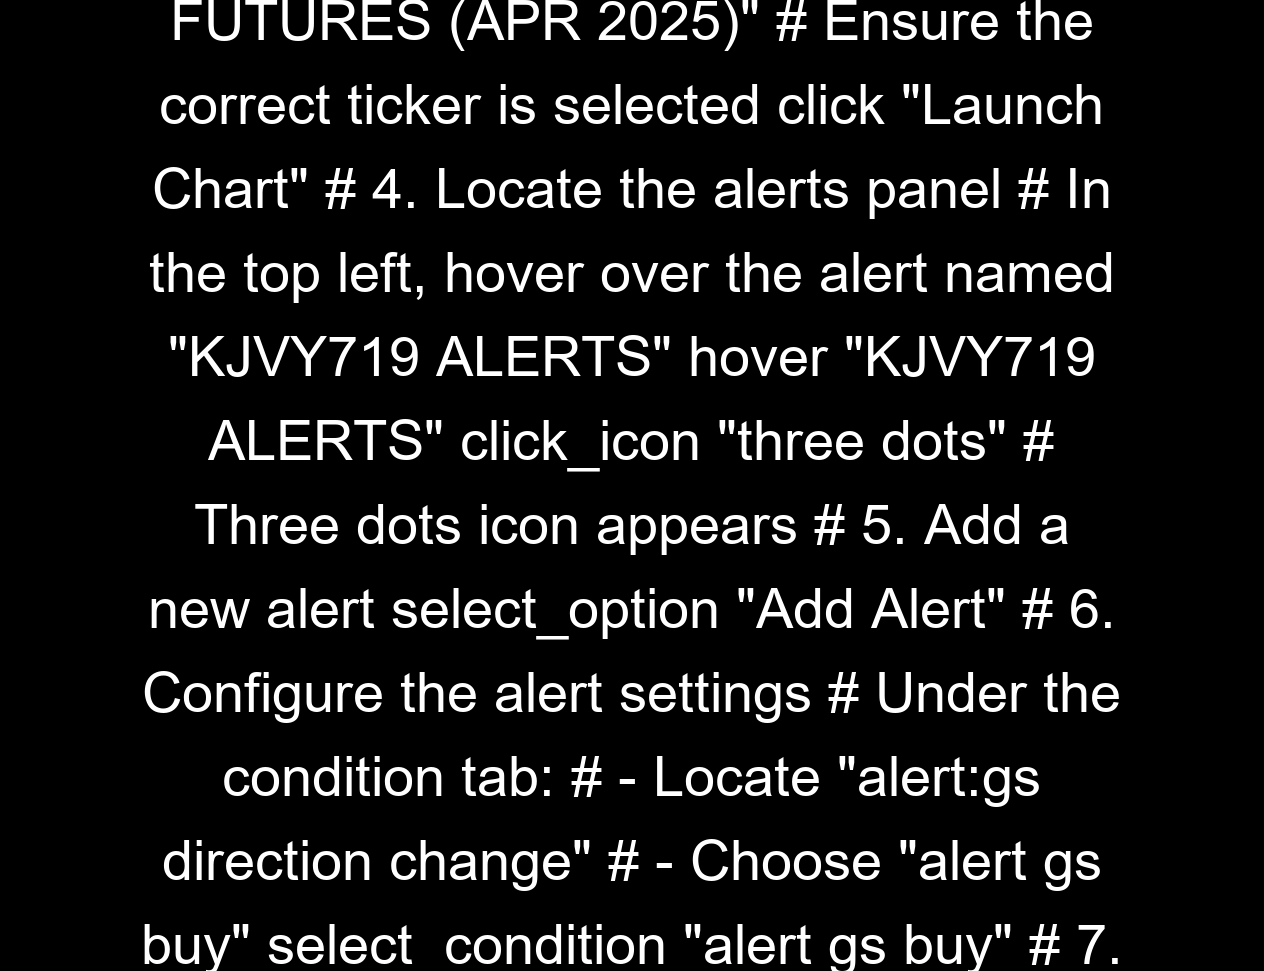 FUTURES (APR 2025)" # Ensure the
correct ticker is selected click "Launch
Chart" # 4. Locate the alerts panel # In
the top left, hover over the alert named
"KJVY719 ALERTS" hover "KJVY719
ALERTS" click_icon "three dots" #
Three dots icon appears # 5. Add a
new alert select_option "Add Alert" # 6.
Configure the alert settings # Under the
condition tab: # - Locate "alert:gs
direction change" # - Choose "alert gs
buy" select_condition "alert gs buy" # 7.